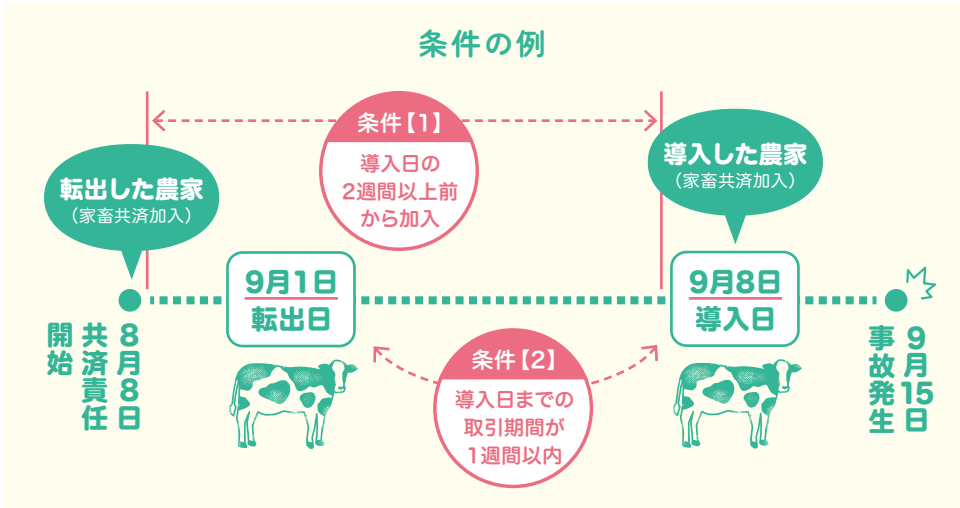 条件の例
条件【1】
導入日の
2週間以上前
から加入
転出した農家
（家畜共済加入）
導入した農家
（家畜共済加入）
8月8日
共済責任
開始
9月1日
転出日
9月8日
導入日
9月15日
事故発生
条件【2】
導入日までの
取引期間が
1週間以内